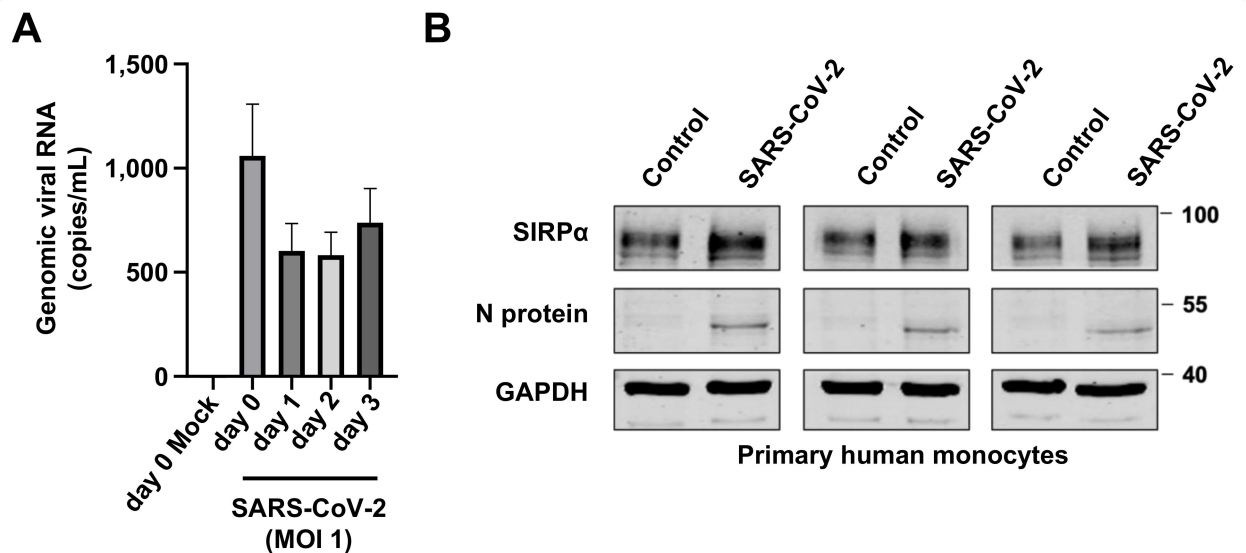 A
Genomic viral RNA
(copies/mL)
1,500
1,000
500
0
day 0 Mock
day 0
day 1
day 2
day 3
SARS-CoV-2
(MOI 1)
B
Control
SARS-CoV-2
Control
SARS-CoV-2
Control
SARS-CoV-2
SIRPα
100
N protein
55
GAPDH
40
Primary human monocytes